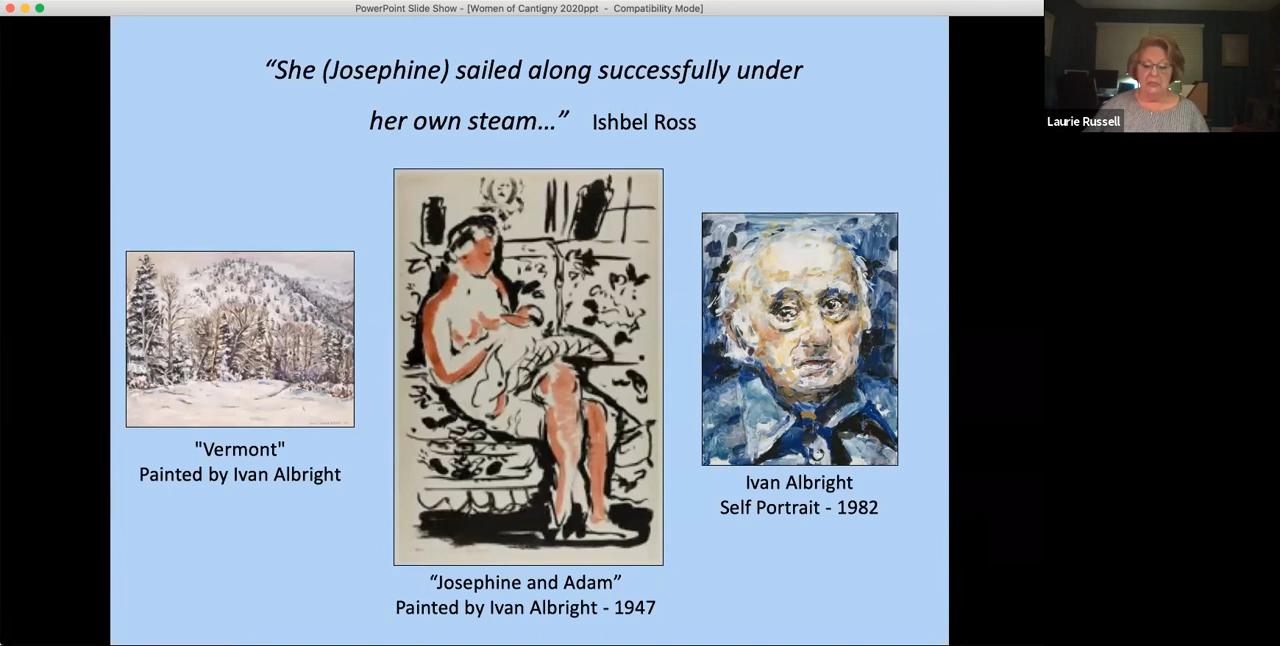 PowerPoint Slide Show - [Women of Cantigny 2020ppt - Compatibility Mode]
“She (Josephine) sailed along successfully under
her own steam…” Ishbel Ross
Laurie Russell
"Vermont"
Painted by Ivan Albright
“Josephine and Adam”
Painted by Ivan Albright - 1947
Ivan Albright
Self Portrait - 1982